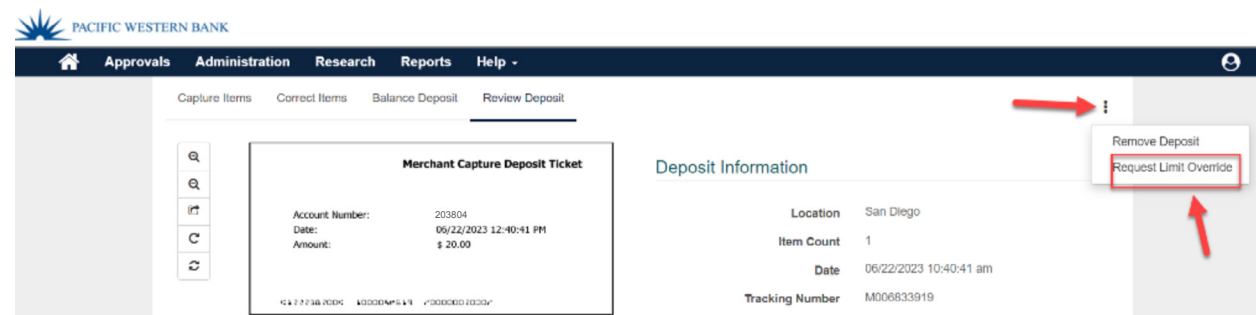 PACIFIC WESTERN BANK
Approvals Administration Research Reports Help
Capture Items Correct Items Balance Deposit Review Deposit
Remove Deposit
Request Limit Override
Merchant Capture Deposit Ticket
Account Number: 203804
Date: 06/22/2023 12:40:41 PM
Amount: $ 20.00
Deposit Information
Location San Diego
Item Count 1
Date 06/22/2023 10:40:41 am
Tracking Number M006833919